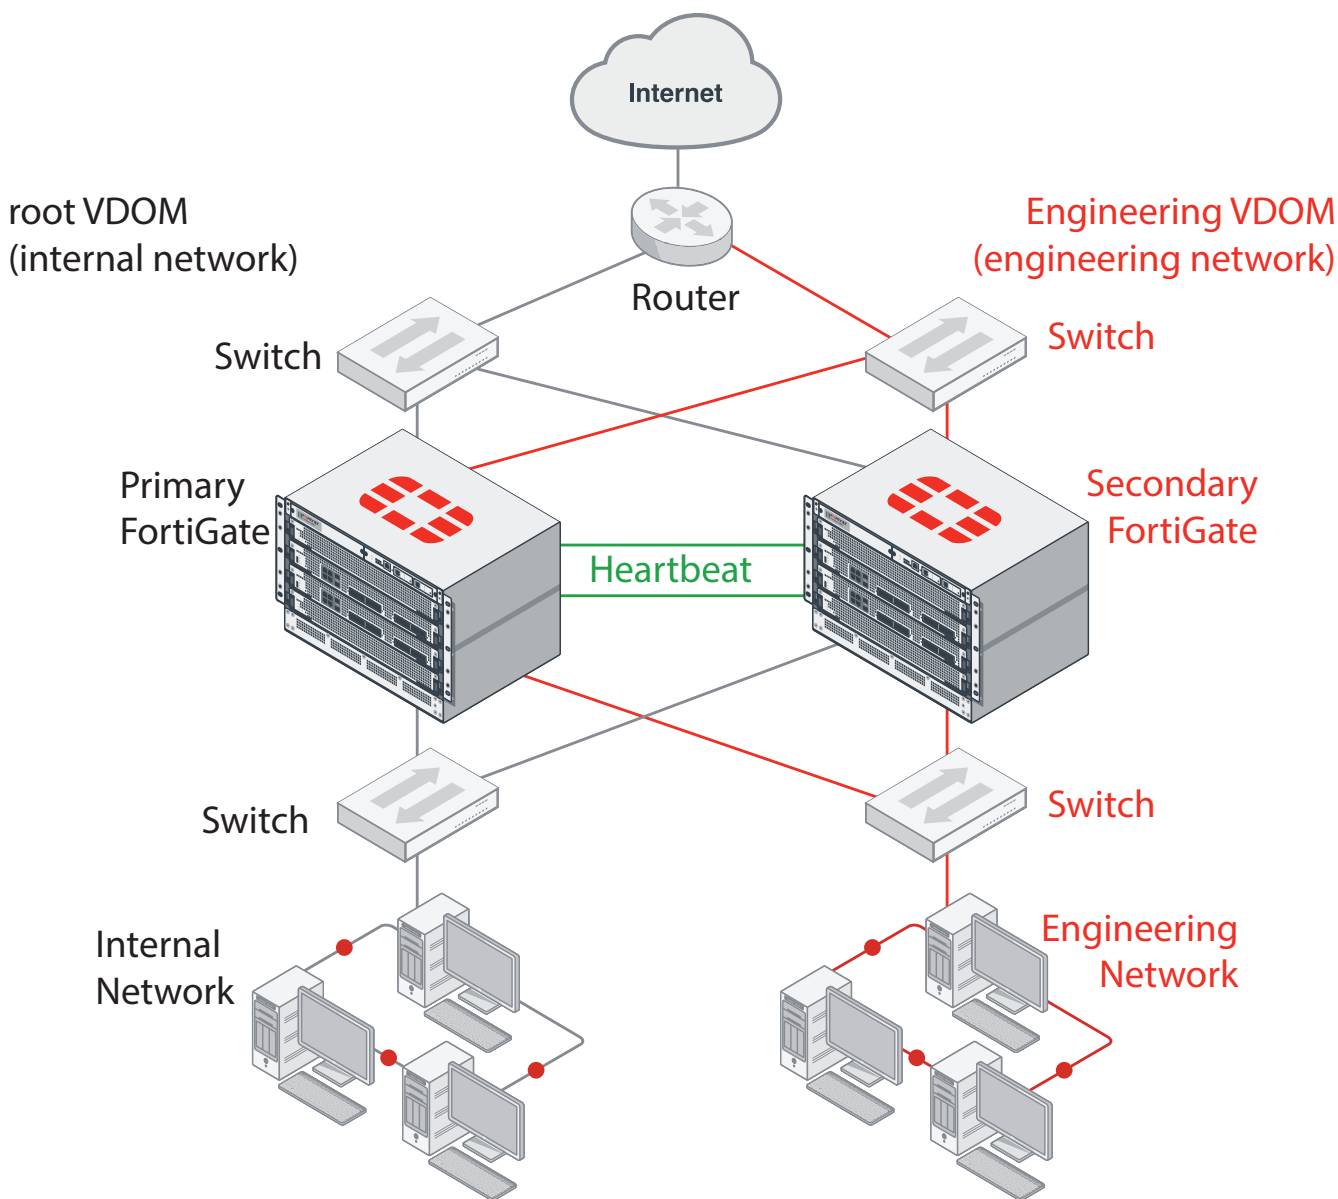 Internet
root VDOM
(internal network)
Engineering VDOM
(engineering network)
Router
Switch
Switch
Primary
FortiGate
Secondary
FortiGate
Heartbeat
Switch
Switch
Internal
Network
Engineering
Network